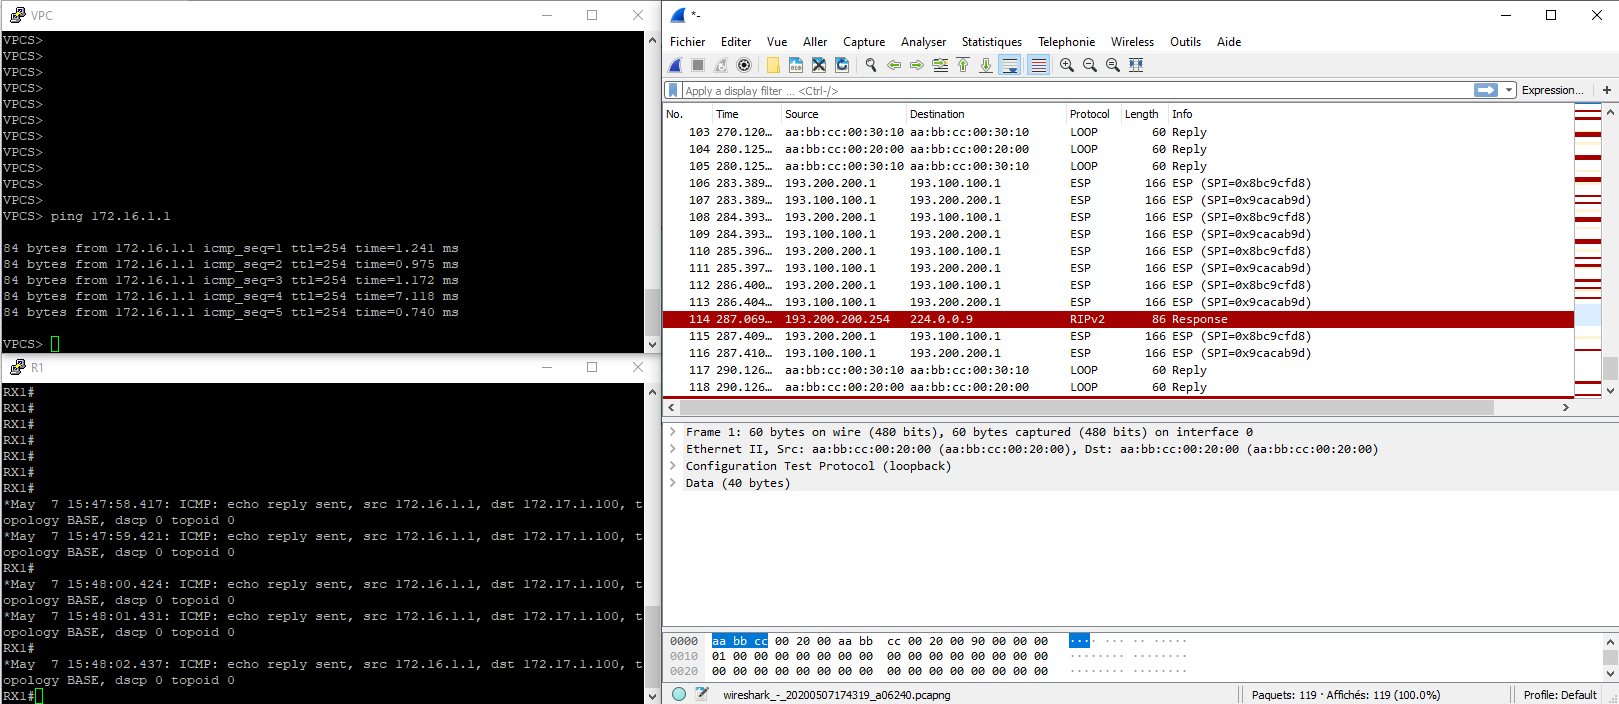 VPC
VPCS>
VPCS>
VPCS>
VPCS>
VPCS>
VPCS>
VPCS>
VPCS>
VPCS>
VPCS>
VPCS>
VPCS> ping 172.16.1.1
84 bytes from 172.16.1.1 icmp_seq=1 ttl=254 time=1.241 ms
84 bytes from 172.16.1.1 icmp_seq=2 ttl=254 time=0.975 ms
84 bytes from 172.16.1.1 icmp_seq=3 ttl=254 time=1.172 ms
84 bytes from 172.16.1.1 icmp_seq=4 ttl=254 time=7.118 ms
84 bytes from 172.16.1.1 icmp_seq=5 ttl=254 time=0.740 ms
VPCS>
R1
RX1#
RX1#
RX1#
RX1#
RX1#
RX1#
RX1#
*May  7 15:47:58.417: ICMP: echo reply sent, src 172.16.1.1, dst 172.17.1.100, t
opology BASE, dscp 0 topoid 0
*May  7 15:47:59.421: ICMP: echo reply sent, src 172.16.1.1, dst 172.17.1.100, t
opology BASE, dscp 0 topoid 0
RX1#
*May  7 15:48:00.424: ICMP: echo reply sent, src 172.16.1.1, dst 172.17.1.100, t
opology BASE, dscp 0 topoid 0
*May  7 15:48:01.431: ICMP: echo reply sent, src 172.16.1.1, dst 172.17.1.100, t
opology BASE, dscp 0 topoid 0
RX1#
*May  7 15:48:02.437: ICMP: echo reply sent, src 172.16.1.1, dst 172.17.1.100, t
opology BASE, dscp 0 topoid 0
RX1#
*-
Fichier Editer Vue Aller Capture Analyser Statistiques Telephonie Wireless Outils Aide
Apply a display filter ... <Ctrl-/> Expression... +
No. Time Source Destination Protocol Length Info
103 270.120… aa:bb:cc:00:30:10 aa:bb:cc:00:30:10 LOOP 60 Reply
104 280.125… aa:bb:cc:00:20:00 aa:bb:cc:00:20:00 LOOP 60 Reply
105 280.125… aa:bb:cc:00:30:10 aa:bb:cc:00:30:10 LOOP 60 Reply
106 283.389… 193.200.200.1 193.100.100.1 ESP 166 ESP (SPI=0x8bc9cfd8)
107 283.389… 193.100.100.1 193.200.200.1 ESP 166 ESP (SPI=0x9cacab9d)
108 284.393… 193.200.200.1 193.100.100.1 ESP 166 ESP (SPI=0x8bc9cfd8)
109 284.393… 193.100.100.1 193.200.200.1 ESP 166 ESP (SPI=0x9cacab9d)
110 285.396… 193.200.200.1 193.100.100.1 ESP 166 ESP (SPI=0x8bc9cfd8)
111 285.397… 193.100.100.1 193.200.200.1 ESP 166 ESP (SPI=0x9cacab9d)
112 286.400… 193.200.200.1 193.100.100.1 ESP 166 ESP (SPI=0x8bc9cfd8)
113 286.404… 193.100.100.1 193.200.200.1 ESP 166 ESP (SPI=0x9cacab9d)
114 287.069… 193.200.200.254 224.0.0.9 RIPv2 86 Response
115 287.409… 193.200.200.1 193.100.100.1 ESP 166 ESP (SPI=0x8bc9cfd8)
116 287.410… 193.100.100.1 193.200.200.1 ESP 166 ESP (SPI=0x9cacab9d)
117 290.126… aa:bb:cc:00:30:10 aa:bb:cc:00:30:10 LOOP 60 Reply
118 290.126… aa:bb:cc:00:20:00 aa:bb:cc:00:20:00 LOOP 60 Reply
Frame 1: 60 bytes on wire (480 bits), 60 bytes captured (480 bits) on interface 0
Ethernet II, Src: aa:bb:cc:00:20:00 (aa:bb:cc:00:20:00), Dst: aa:bb:cc:00:20:00 (aa:bb:cc:00:20:00)
Configuration Test Protocol (loopback)
Data (40 bytes)
0000 aa bb cc 00 20 00 aa bb cc 00 20 00 90 00 00 00 ········ ········
0010 01 00 00 00 00 00 00 00 00 00 00 00 00 00 00 00 ········ ········
0020 00 00 00 00 00 00 00 00 00 00 00 00 00 00 00 00 ········ ········
wireshark_-_20200507174319_a06240.pcapng Paquets: 119 · Affichés: 119 (100.0%) Profile: Default